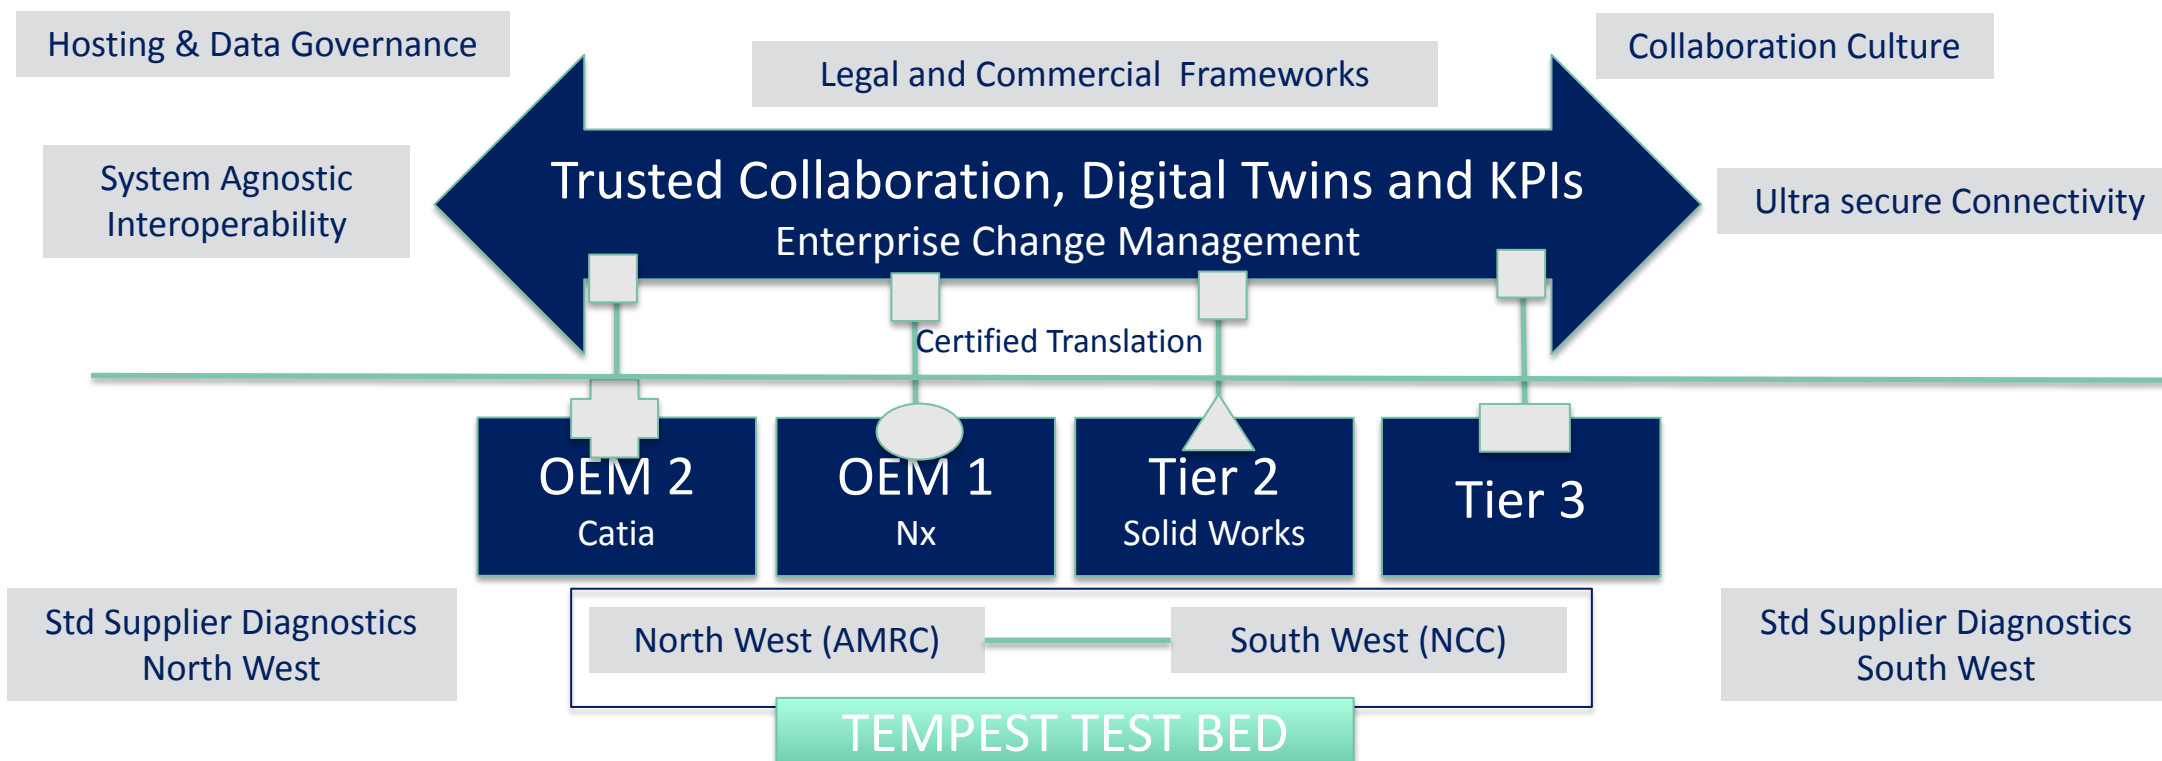 Hosting & Data Governance
Legal and Commercial Frameworks
Collaboration Culture
System Agnostic
Interoperability
Trusted Collaboration, Digital Twins and KPIs
Enterprise Change Management
Ultra secure Connectivity
Certified Translation
OEM 2
Catia
OEM 1
Nx
Tier 2
Solid Works
Tier 3
Std Supplier Diagnostics
North West
North West (AMRC)
South West (NCC)
Std Supplier Diagnostics
South West
TEMPEST TEST BED